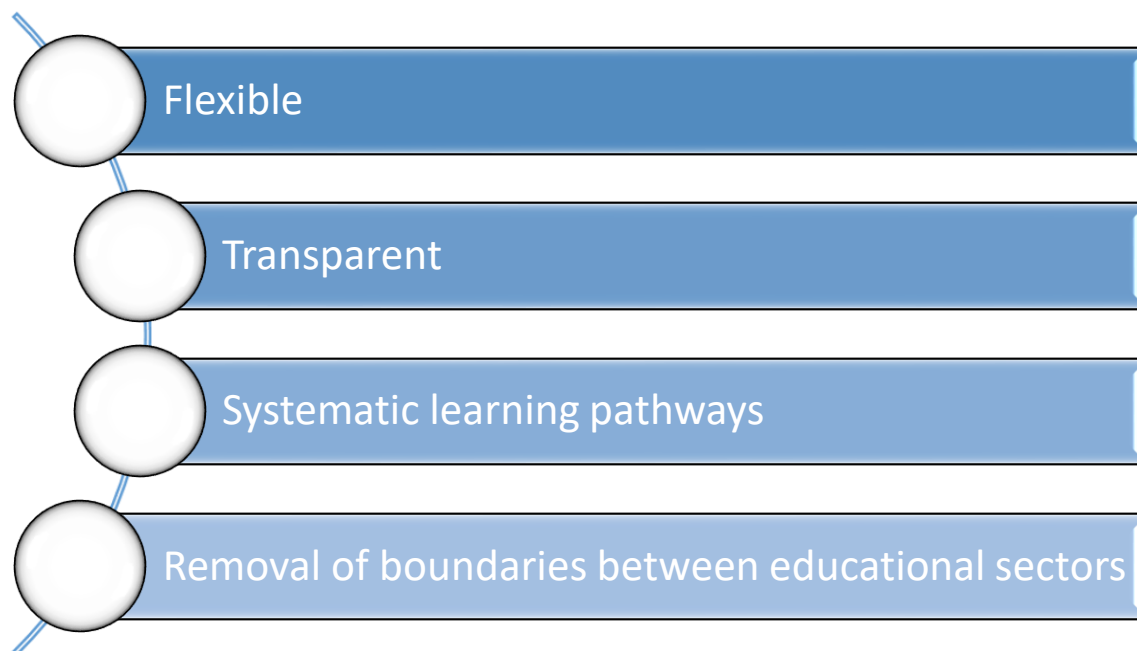 Flexible
Transparent
Systematic learning pathways
Removal of boundaries between educational sectors